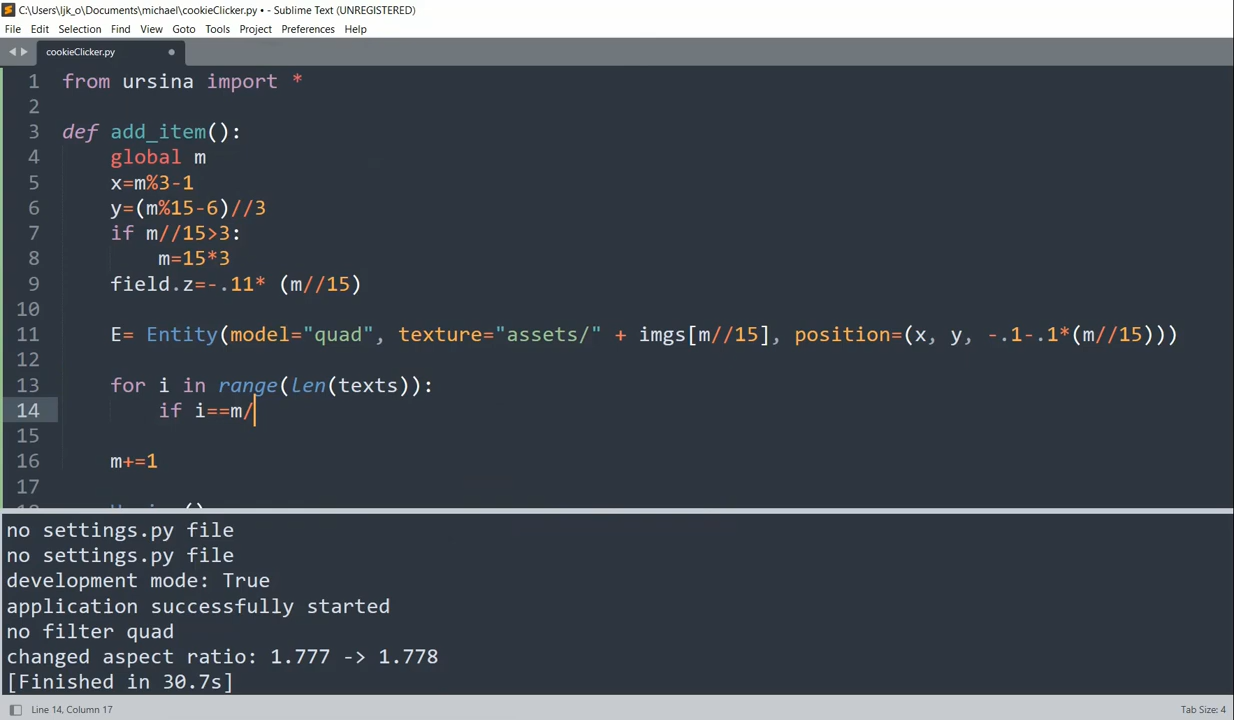 C:\Users\ljk_o\Documents\michael\cookieClicker.py • - Sublime Text (UNREGISTERED)
File Edit Selection Find View Goto Tools Project Preferences Help
cookieClicker.py
1 from ursina import *
2
3 def add_item():
4 global m
5 x=m%3-1
6 y=(m%15-6)//3
7 if m//15>3:
8 m=15*3
9 field.z=-.11* (m//15)
10
11 E= Entity(model="quad", texture="assets/" + imgs[m//15], position=(x, y, -.1-.1*(m//15)))
12
13 for i in range(len(texts)):
14 if i==m/
15
16 m+=1
17
no settings.py file
no settings.py file
development mode: True
application successfully started
no filter quad
changed aspect ratio: 1.777 -> 1.778
[Finished in 30.7s]
Line 14, Column 17 Tab Size: 4